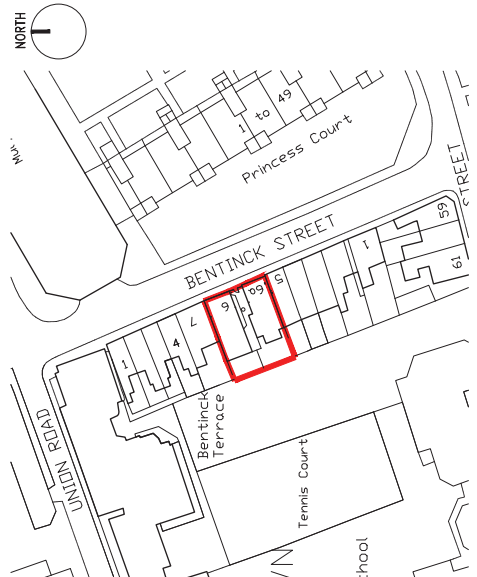 NORTH
1 to 49
Princess Court
STREET
BENTINCK STREET
59
61
1
5
6a
6
7
4
1
UNION ROAD
Bentinck
Terrace
Tennis Court